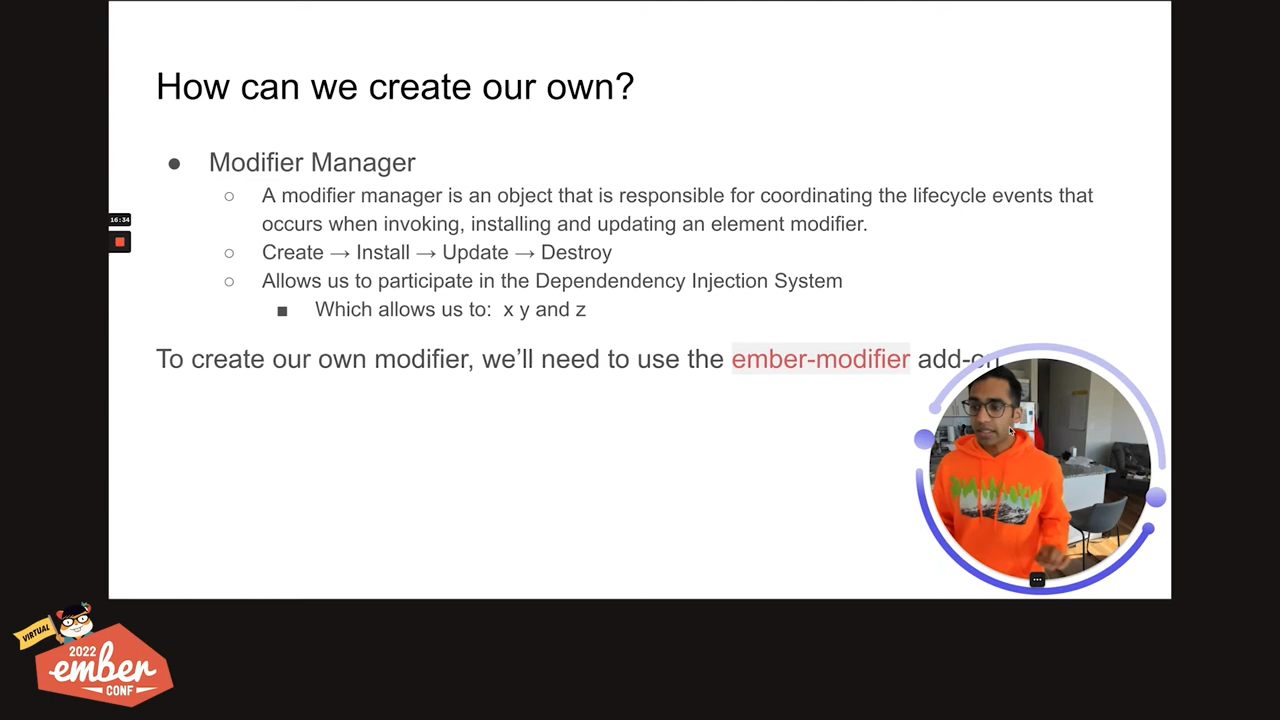 How can we create our own?
● Modifier Manager
○ A modifier manager is an object that is responsible for coordinating the lifecycle events that
occurs when invoking, installing and updating an element modifier.
16:34
○ Create → Install → Update → Destroy
○ Allows us to participate in the Dependendency Injection System
■ Which allows us to: x y and z
To create our own modifier, we'll need to use the ember-modifier add-on
VIRTUAL
2022
ember
CONF